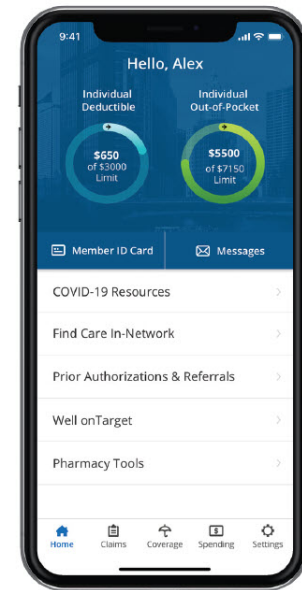 9:41
Hello, Alex
Individual
Deductible
Individual
Out-of-Pocket
$650
of $3000
Limit
$5500
of $7150
Limit
Member ID Card
Messages
COVID-19 Resources
Find Care In-Network
Prior Authorizations & Referrals
Well onTarget
Pharmacy Tools
$
Home Claims Coverage Spending Settings